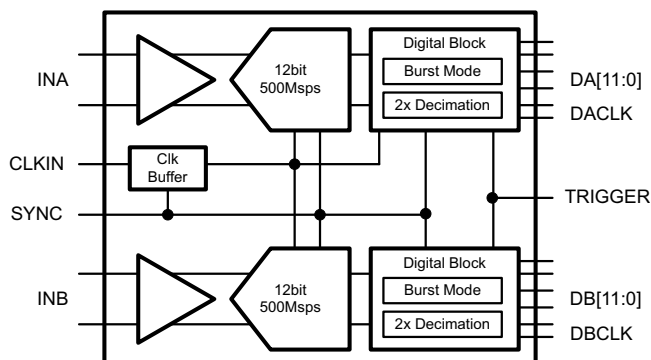 INA
12bit
500Msps
Digital Block
Burst Mode
2x Decimation
DA[11:0]
DACLK
CLKIN
Clk
Buffer
SYNC
TRIGGER
INB
12bit
500Msps
Digital Block
Burst Mode
2x Decimation
DB[11:0]
DBCLK